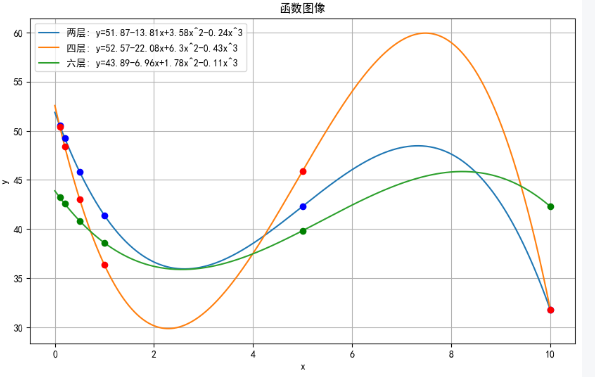 函数图像
两层: y=51.87-13.81x+3.58x^2-0.24x^3
四层: y=52.57-22.08x+6.3x^2-0.43x^3
六层: y=43.89-6.96x+1.78x^2-0.11x^3
60
55
50
45
40
35
30
y
0 2 4 6 8 10
x